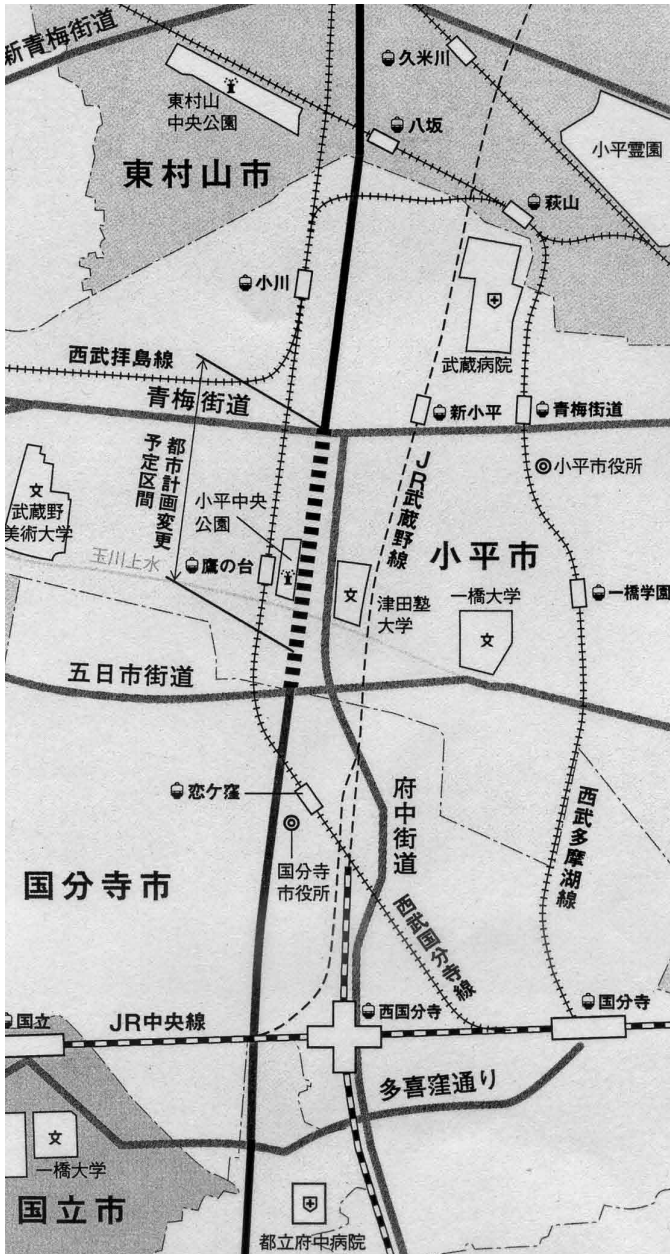 新青梅街道
久米川
東村山
中央公園
八坂
小平霊園
東村山市
萩山
小川
武蔵病院
西武拝島線
青梅街道
新小平
青梅街道
都市計画変更
予定区間
小平中央
公園
JR武蔵野線
小平市役所
武蔵野
美術大学
玉川上水
鷹の台
小平市
津田塾
大学
一橋大学
一橋学園
五日市街道
恋ケ窪
府中街道
西武多摩湖線
国分寺
市役所
国分寺市
西武国分寺線
国立
JR中央線
西国分寺
国分寺
多喜窪通り
文
文
文
文
一橋大学
国立市
都立府中病院